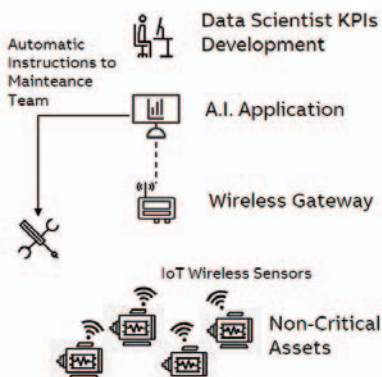 Data Scientist KPIs
Development
Automatic
Instructions to
Mainteance
Team
A.I. Application
Wireless Gateway
IoT Wireless Sensors
Non-Critical
Assets